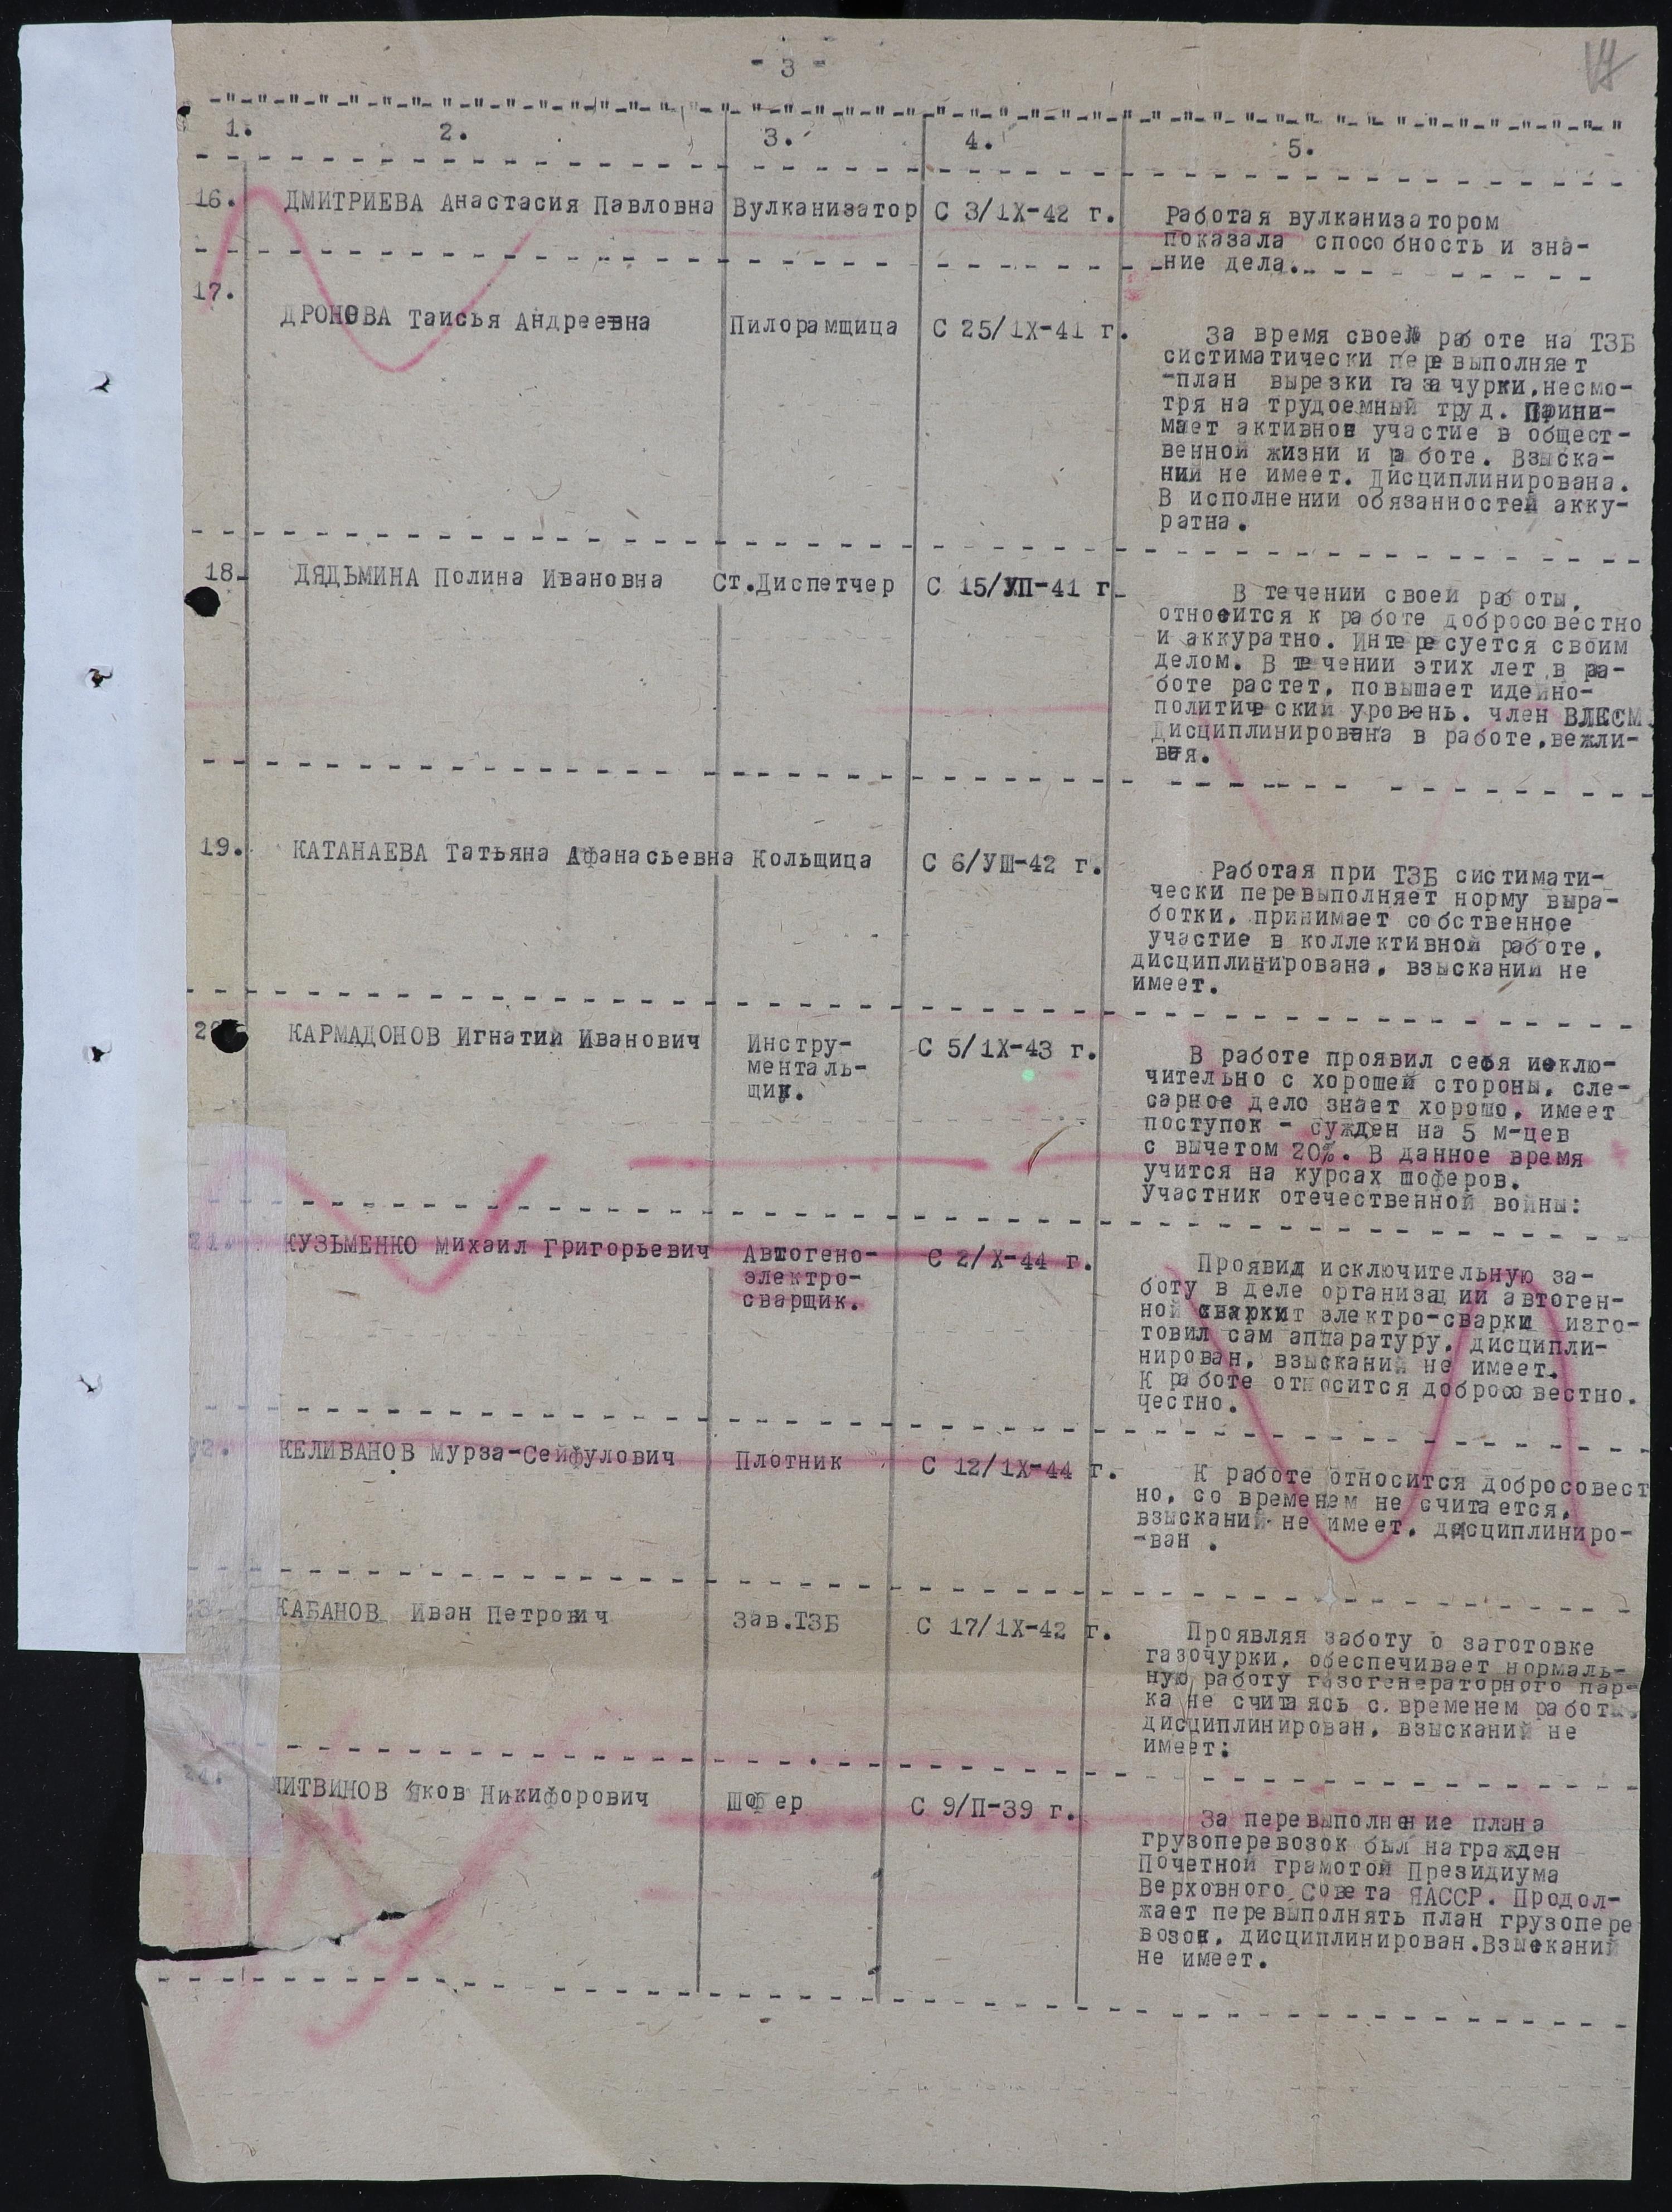 - 3 -
1. 2. 3. 4. 5.
16. ДМИТРИЕВА Анастасия Павловна Вулканизатор С 3/1Х-42 г.
Работая вулканизатором
показала способность и зна-
ние дела.
17.
ДРОНОВА Таисья Андреевна Пилорамщица С 25/1Х-41 г.
За время своей работе на ТЗБ
систиматически перевыполняет
-план вырезки газачурки,несмо-
тря на трудоемный труд. Прини-
мает активное участие в общест-
венной жизни и работе. Взыска-
ний не имеет. Дисциплинирована.
В исполнении обязанностей акку-
ратна.
18. ДЯДЬМИНА Полина Ивановна Ст.Диспетчер С 15/УП-41 г.
В течении своей работы,
относится к работе добросовестно
и аккуратно. Интересуется своим
делом. В течении этих лет в ра-
боте растет, повышает идейно-
политический уровень. член ВЛКСМ
Дисциплинирована в работе,вежли-
вая.
19. КАТАНАЕВА Татьяна Афанасьевна Кольщица С 6/УШ-42 г.
Работая при ТЗБ систимати-
чески перевыполняет норму выра-
ботки, принимает собственное
участие в коллективной работе,
дисциплинирована, взысканий не
имеет.
КАРМАДОНОВ Игнатий Иванович Инстру-
менталь-
щик.
С 5/1Х-43 г.
В работе проявил себя исклю-
чительно с хорошей стороны, сле-
сарное дело знает хорошо, имеет
поступок - сужден на 5 м-цев
с вычетом 20%. В данное время
учится на курсах шоферов.
Участник отечественной войны:
21. КУЗЬМЕНКО Михаил Григорьевич Автогено-
электро-
сварщик.
С 2/Х-44 г.
Проявил исключительную за-
боту в деле организации автоген-
ной сварки электро-сварки изго-
товил сам аппаратуру, дисципли-
нирован, взысканий не имеет.
К работе относится добросовестно.
Честно.
22. КЕЛИВАНОВ Мурза-Сейфулович Плотник С 12/1Х-44 г.
К работе относится добросовест
но, со временем не считается,
взысканий не имеет, дисциплиниро-
-ван .
23. КАБАНОВ Иван Петрович Зав.ТЗБ С 17/1Х-42 г.
Проявляя заботу о заготовке
газочурки, обеспечивает нормаль-
ную работу газогенераторного пар-
ка не считаясь с временем работы.
дисциплинирован, взысканий не
имеет:
24. ЛИТВИНОВ Яков Никифорович Шофер С 9/П-39 г.
За перевыполнение плана
грузоперевозок был награжден
Почетной грамотой Президиума
Верховного Совета ЯАССР. Продол-
жает перевыполнять план грузопере
возок, дисциплинирован.Взысканий
не имеет.